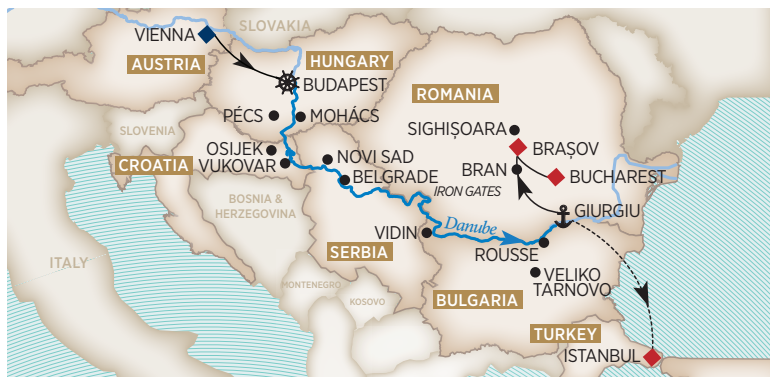 SLOVAKIA
VIENNA
AUSTRIA
HUNGARY
BUDAPEST
ROMANIA
PÉCS
MOHÁCS
SLOVENIA
SIGHIȘOARA
OSIJEK
BRAȘOV
CROATIA
VUKOVAR
NOVI SAD
BRAN
BUCHAREST
BELGRADE
IRON GATES
BOSNIA &
HERZEGOVINA
GIURGIU
Danube
VIDIN
ITALY
SERBIA
ROUSSE
VELIKO
TARNOVO
MONTENEGRO
KOSOVO
BULGARIA
TURKEY
ISTANBUL